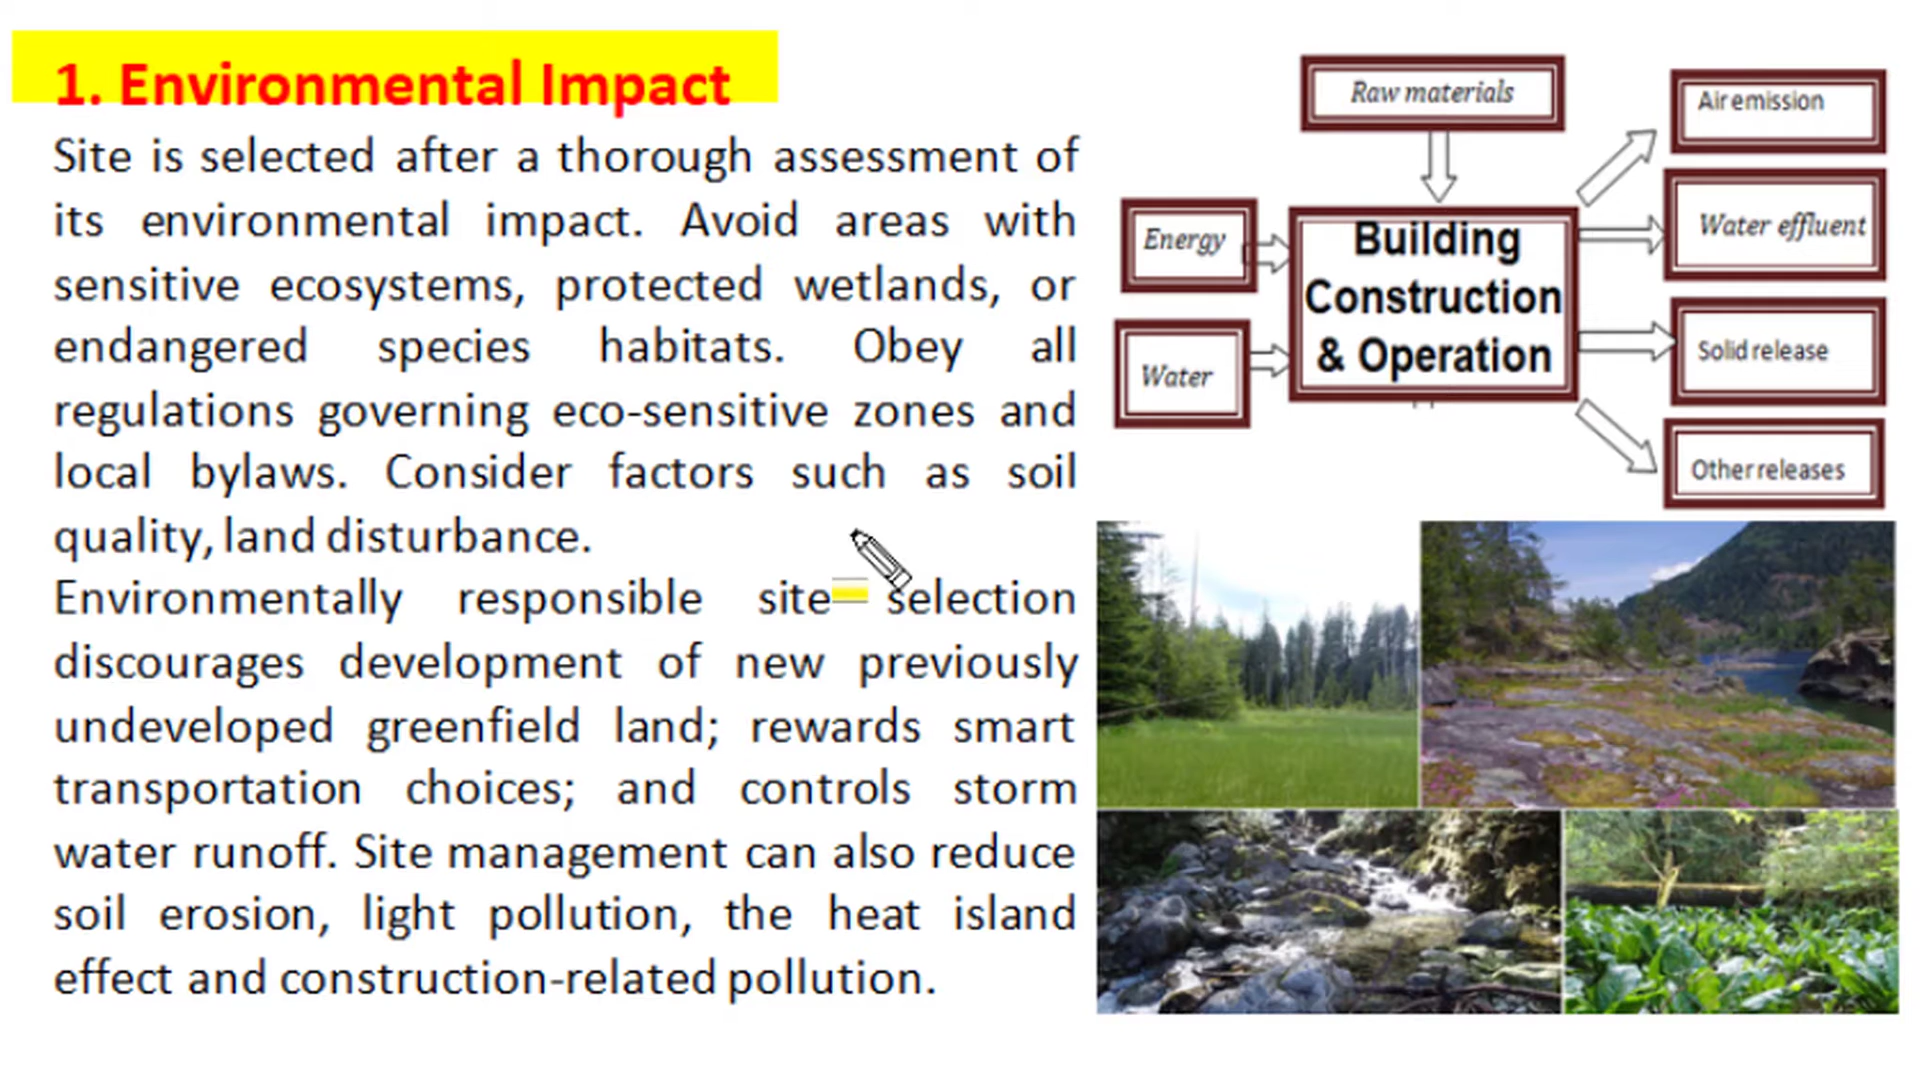 1. Environmental Impact
Site is selected after a thorough assessment of
its environmental impact. Avoid areas with
sensitive ecosystems, protected wetlands, or
endangered species habitats. Obey all
regulations governing eco-sensitive zones and
local bylaws. Consider factors such as soil
quality, land disturbance.
Environmentally responsible site selection
discourages development of new previously
undeveloped greenfield land; rewards smart
transportation choices; and controls storm
water runoff. Site management can also reduce
soil erosion, light pollution, the heat island
effect and construction-related pollution.
Raw materials
Energy
Water
Building
Construction
& Operation
Air emission
Water effluent
Solid release
Other releases